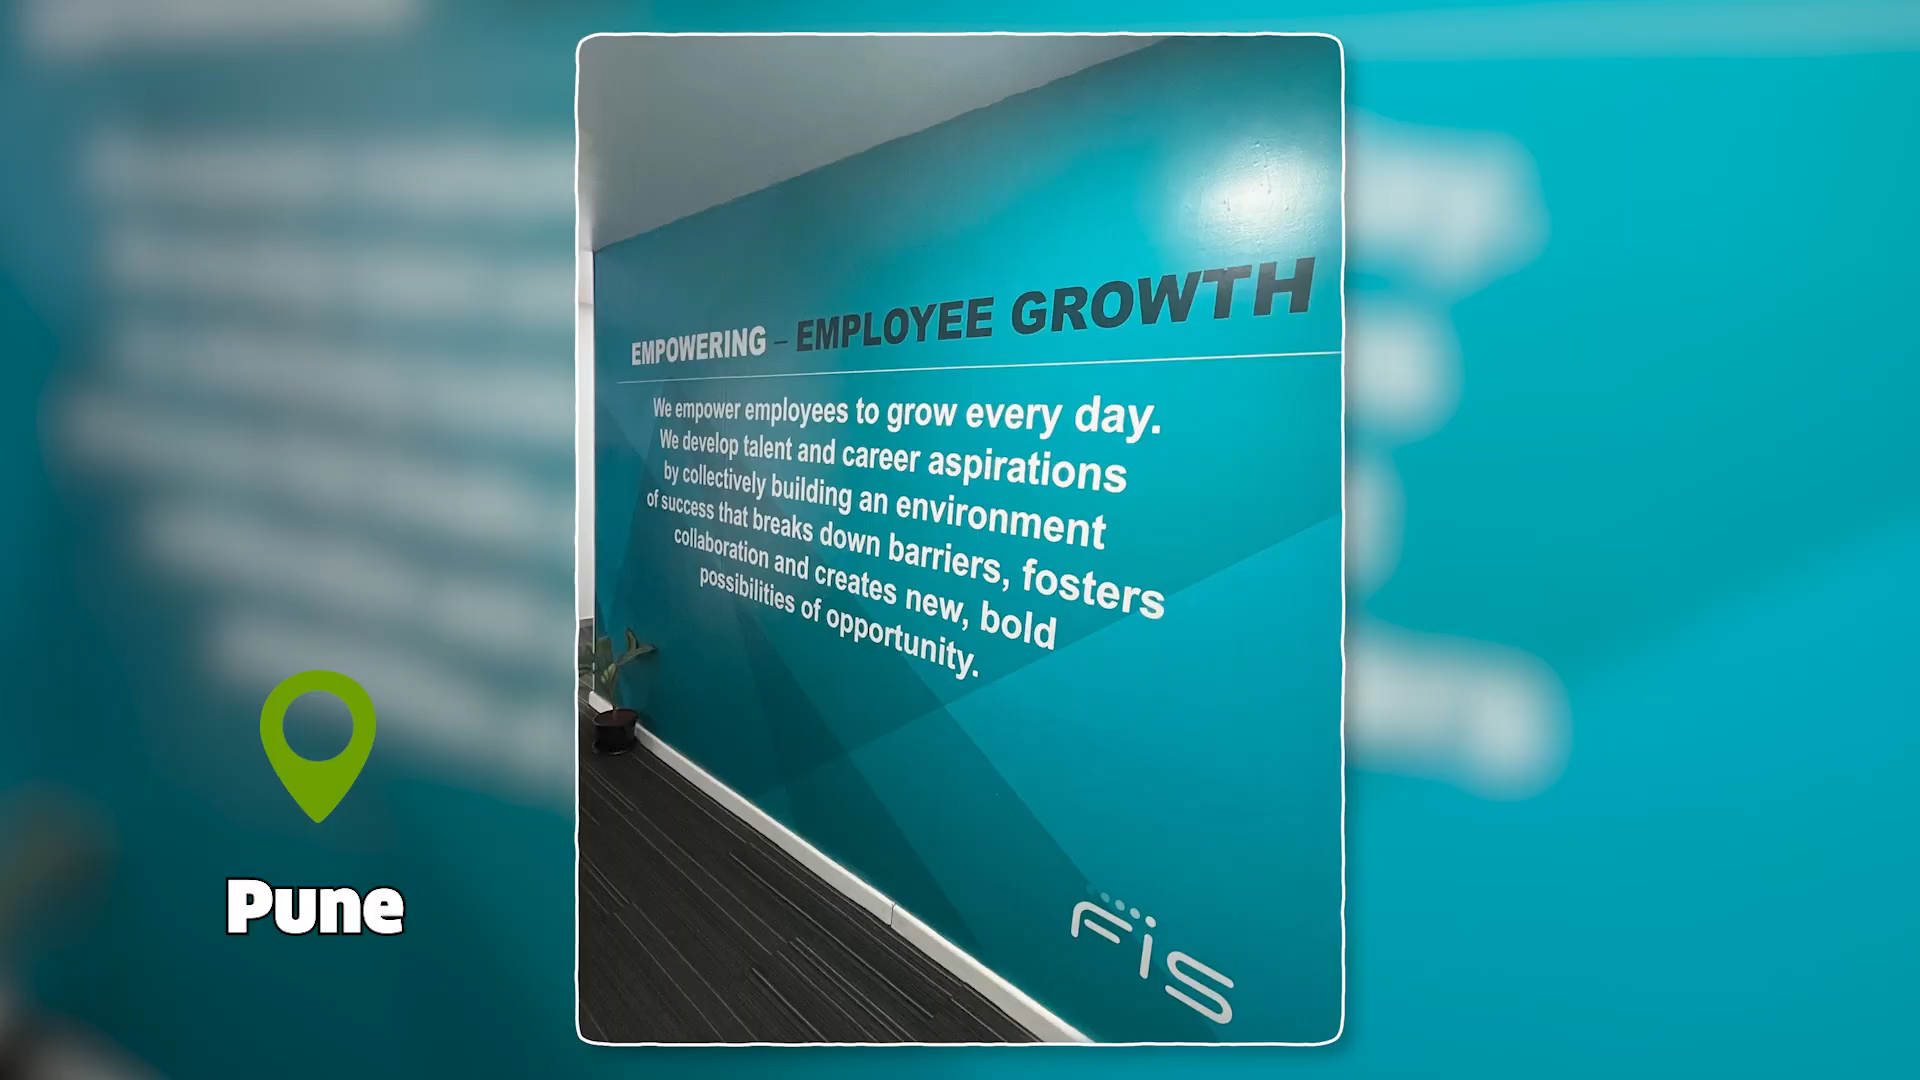 EMPOWERING – EMPLOYEE GROWTH
We empower employees to grow every day.
We develop talent and career aspirations
by collectively building an environment
of success that breaks down barriers, fosters
collaboration and creates new, bold
possibilities of opportunity.
FIS
Pune